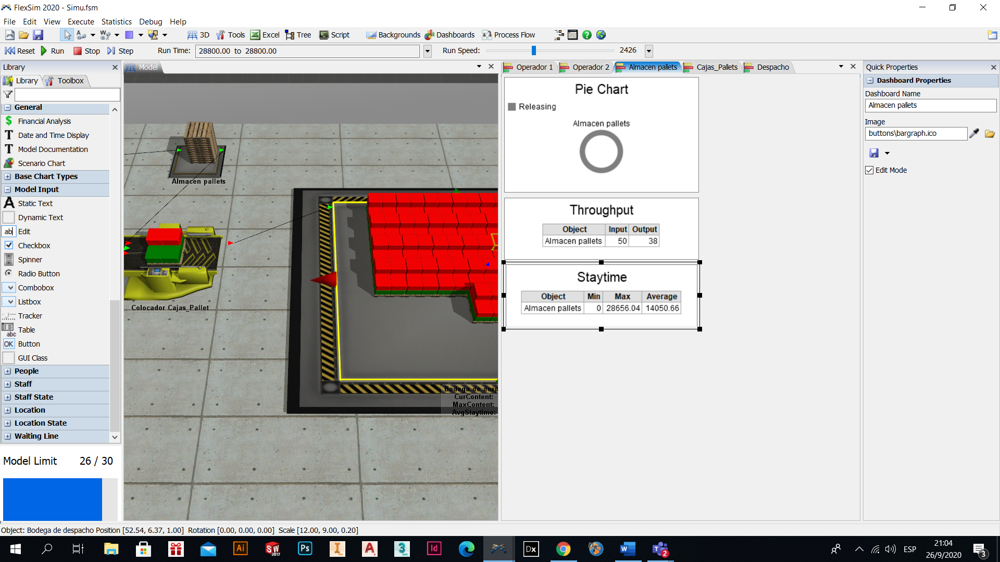 FlexSim 2020 - Simu.fsm
File Edit View Execute Statistics Debug Help
3D Tools Excel Tree Script Backgrounds Dashboards Process Flow
Reset Run Stop Step Run Time: 28800.00 to 28800.00 Run Speed: 2426
Library
Library Toolbox
General
Financial Analysis
Date and Time Display
Model Documentation
Scenario Chart
Base Chart Types
Model Input
Static Text
Dynamic Text
Edit
Checkbox
Spinner
Radio Button
Combobox
Listbox
Tracker
Table
Button
GUI Class
People
Staff
Staff State
Location
Location State
Waiting Line
Model Limit 26 / 30
Model
Almacen pallets
Colocador Cajas_Pallet
Bodega de desp
CurContent:
MaxContent:
AvgStaytime:
Operador 1 Operador 2 Almacen pallets Cajas_Pallets Despacho
Pie Chart
Releasing
Almacen pallets
Throughput
Object Input Output
Almacen pallets 50 38
Staytime
Object Min Max Average
Almacen pallets 0 28656.04 14050.66
Quick Properties
Dashboard Properties
Dashboard Name
Almacen pallets
Image
buttons\bargraph.ico
Edit Mode
Object: Bodega de despacho Position [52.54, 6.37, 1.00] Rotation [0.00, 0.00, 0.00] Scale [12.00, 9.00, 0.20]
ESP
21:04
26/9/2020